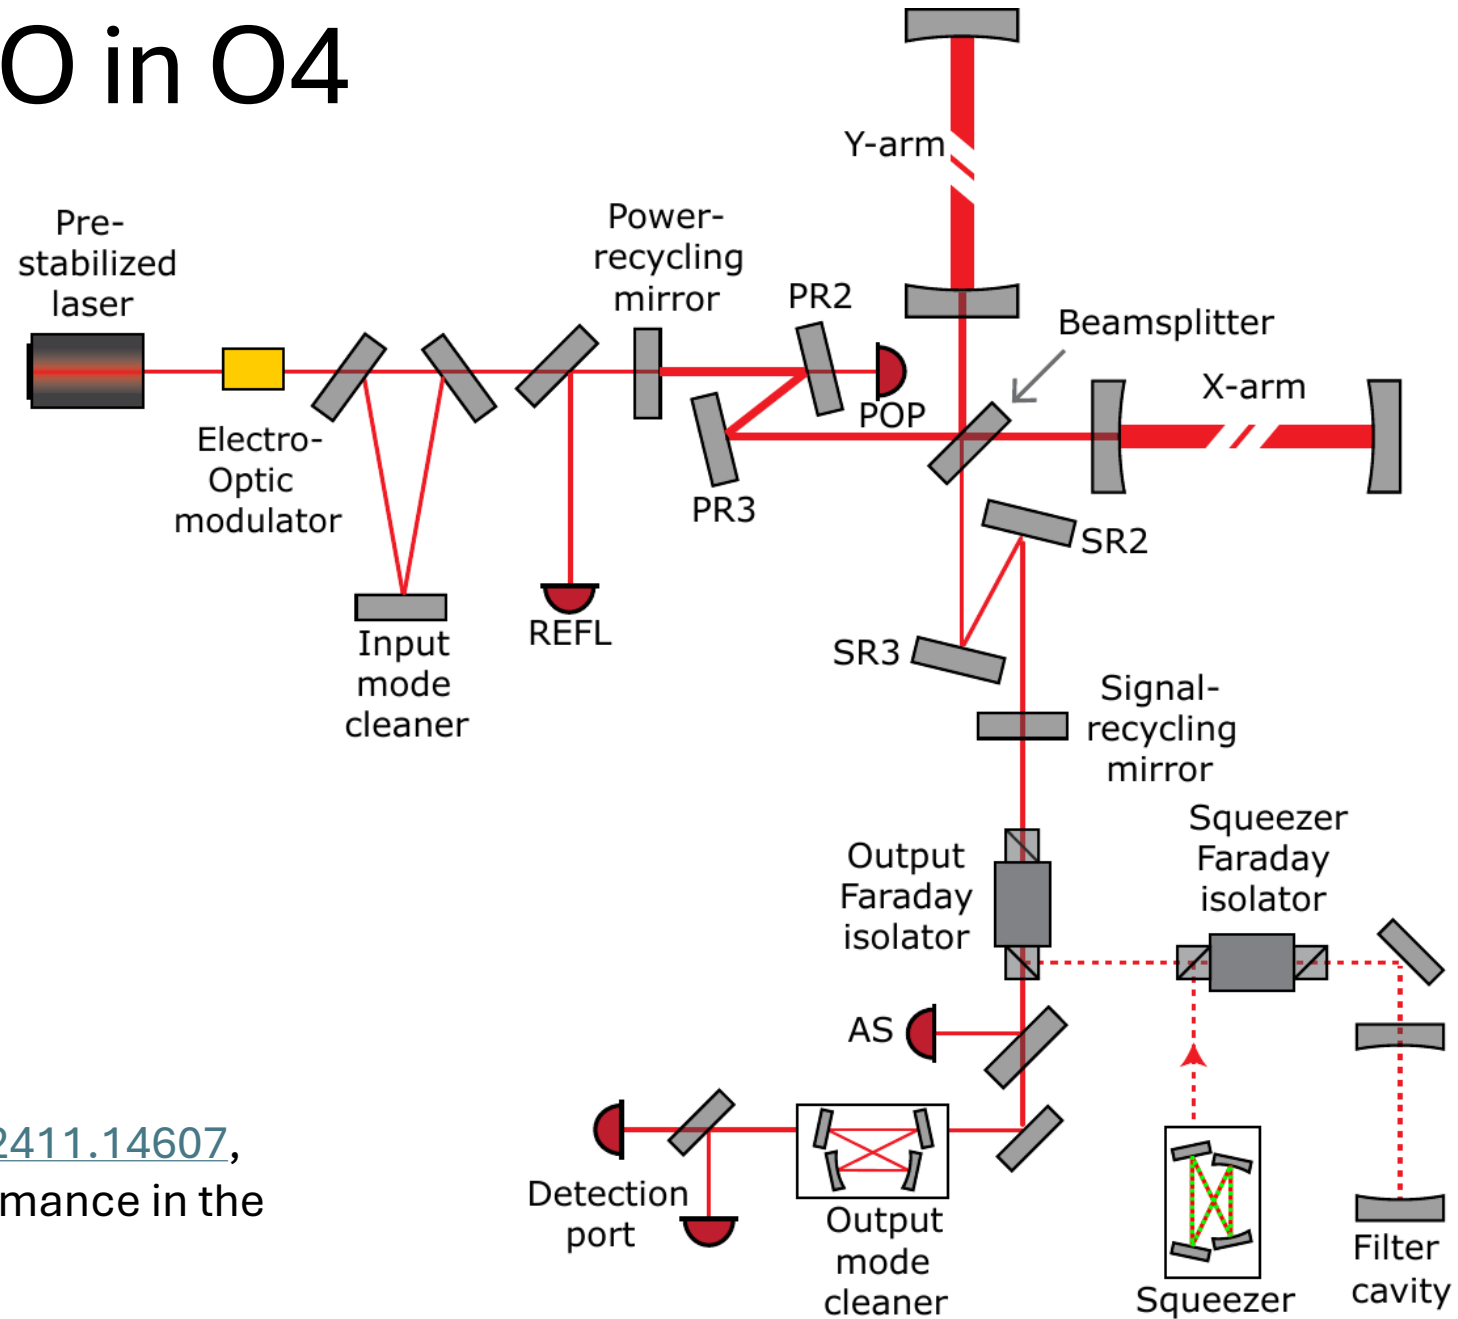 O in O4
Y-arm
Pre-
stabilized
laser
Power-
recycling
mirror
PR2
Beamsplitter
X-arm
POP
Electro-
Optic
modulator
PR3
SR2
REFL
Input
mode
cleaner
SR3
Signal-
recycling
mirror
Squeezer
Faraday
isolator
Output
Faraday
isolator
AS
2411.14607,
mance in the
Detection
port
Output
mode
cleaner
Squeezer
Filter
cavity